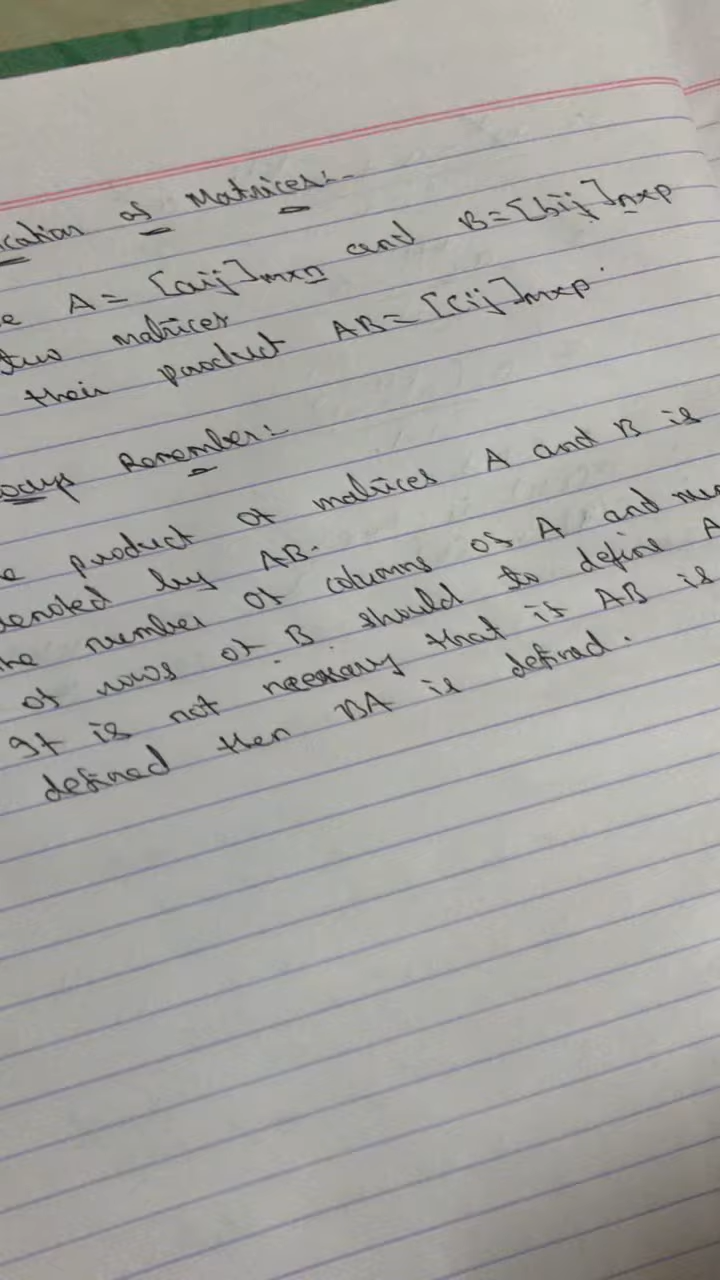 ication of Matrices:-
e A = [aij]mxn and B = [bij]nxp
two matrices
their product AB = [cij]mxp.
Remember:-
e product of matrices A and B is
enoted by AB.
he number of columns of A and num
of rows of B should to define A
It is not necessary that if AB is
defined then BA is defined.